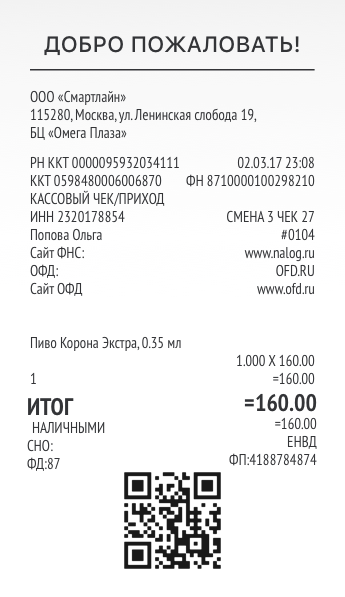 ДОБРО ПОЖАЛОВАТЬ!
ООО «Смартлайн»
115280, Москва, ул. Ленинская слобода 19,
БЦ «Омега Плаза»
РН ККТ 0000095932034111 02.03.17 23:08
ККТ 0598480006006870 ФН 8710000100298210
КАССОВЫЙ ЧЕК/ПРИХОД
ИНН 2320178854 СМЕНА 3 ЧЕК 27
Попова Ольга #0104
Сайт ФНС: www.nalog.ru
ОФД: OFD.RU
Сайт ОФД www.ofd.ru
Пиво Корона Экстра, 0.35 мл
1.000 X 160.00
1 =160.00
ИТОГ =160.00
НАЛИЧНЫМИ =160.00
СНО: ЕНВД
ФД:87 ФП:4188784874